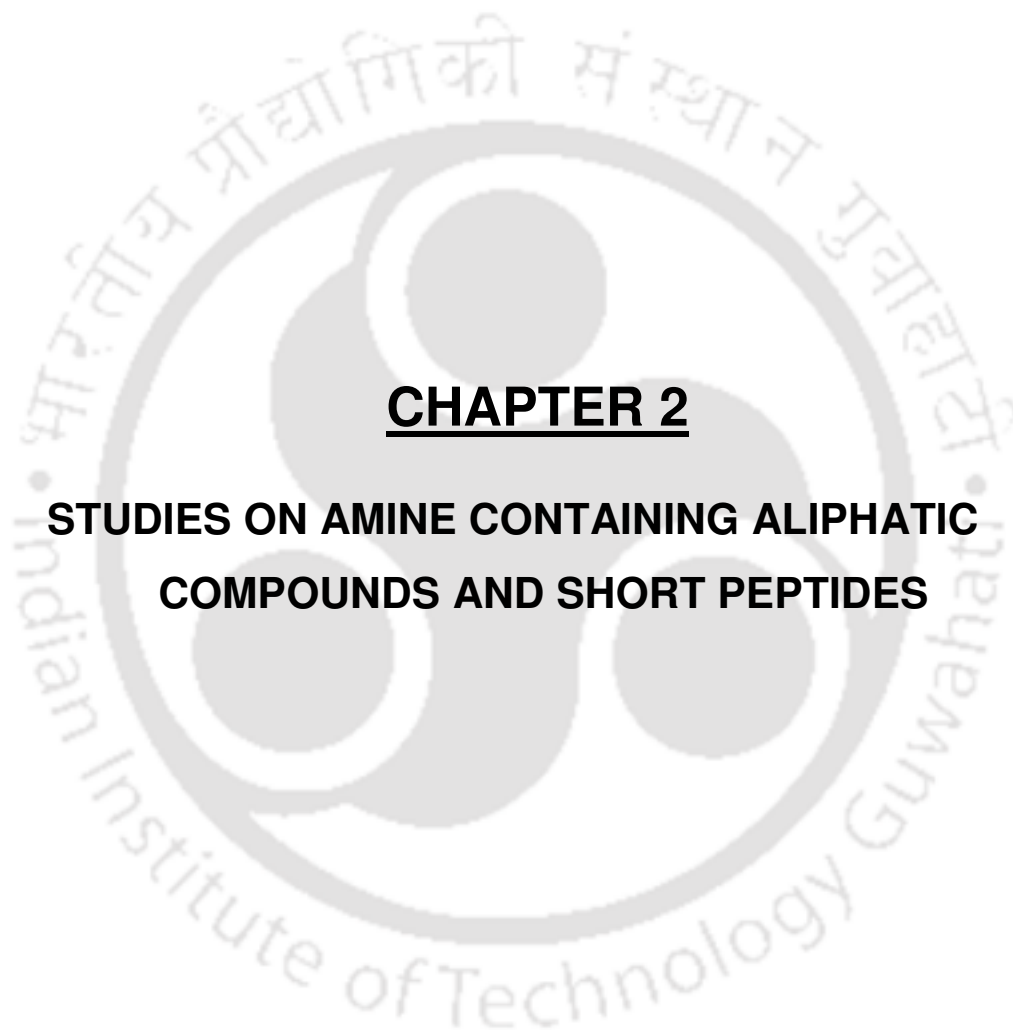 भारतीय प्रौद्योगिकी संस्थान गुवाहाटी
CHAPTER 2
STUDIES ON AMINE CONTAINING ALIPHATIC
COMPOUNDS AND SHORT PEPTIDES
Indian Institute of Technology Guwahati